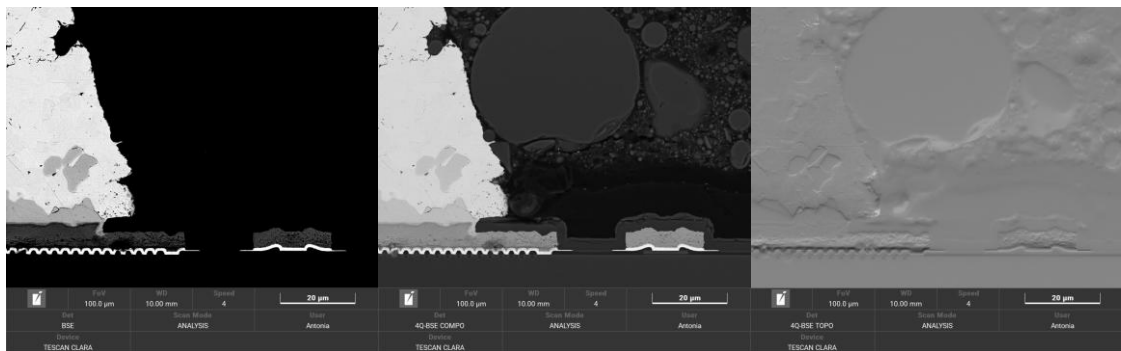 FoV WD Speed 20 μm
100.0 μm 10.00 mm 4
Det Scan Mode User
BSE ANALYSIS Antonia
Device
TESCAN CLARA
FoV WD Speed 20 μm
100.0 μm 10.00 mm 4
Det Scan Mode User
4Q-BSE COMPO ANALYSIS Antonia
Device
TESCAN CLARA
FoV WD Speed 20 μm
100.0 μm 10.00 mm 4
Det Scan Mode User
4Q-BSE TOPO ANALYSIS Antonia
Device
TESCAN CLARA